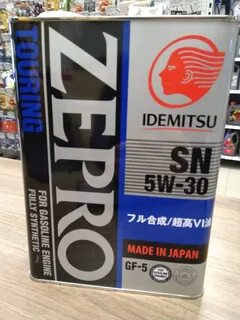 IDEMITSU
ZEPRO
TOURING
FOR GASOLINE ENGINE
FULLY SYNTHETIC
SN
5W-30
フル合成/超高VI油
MADE IN JAPAN
GF-5